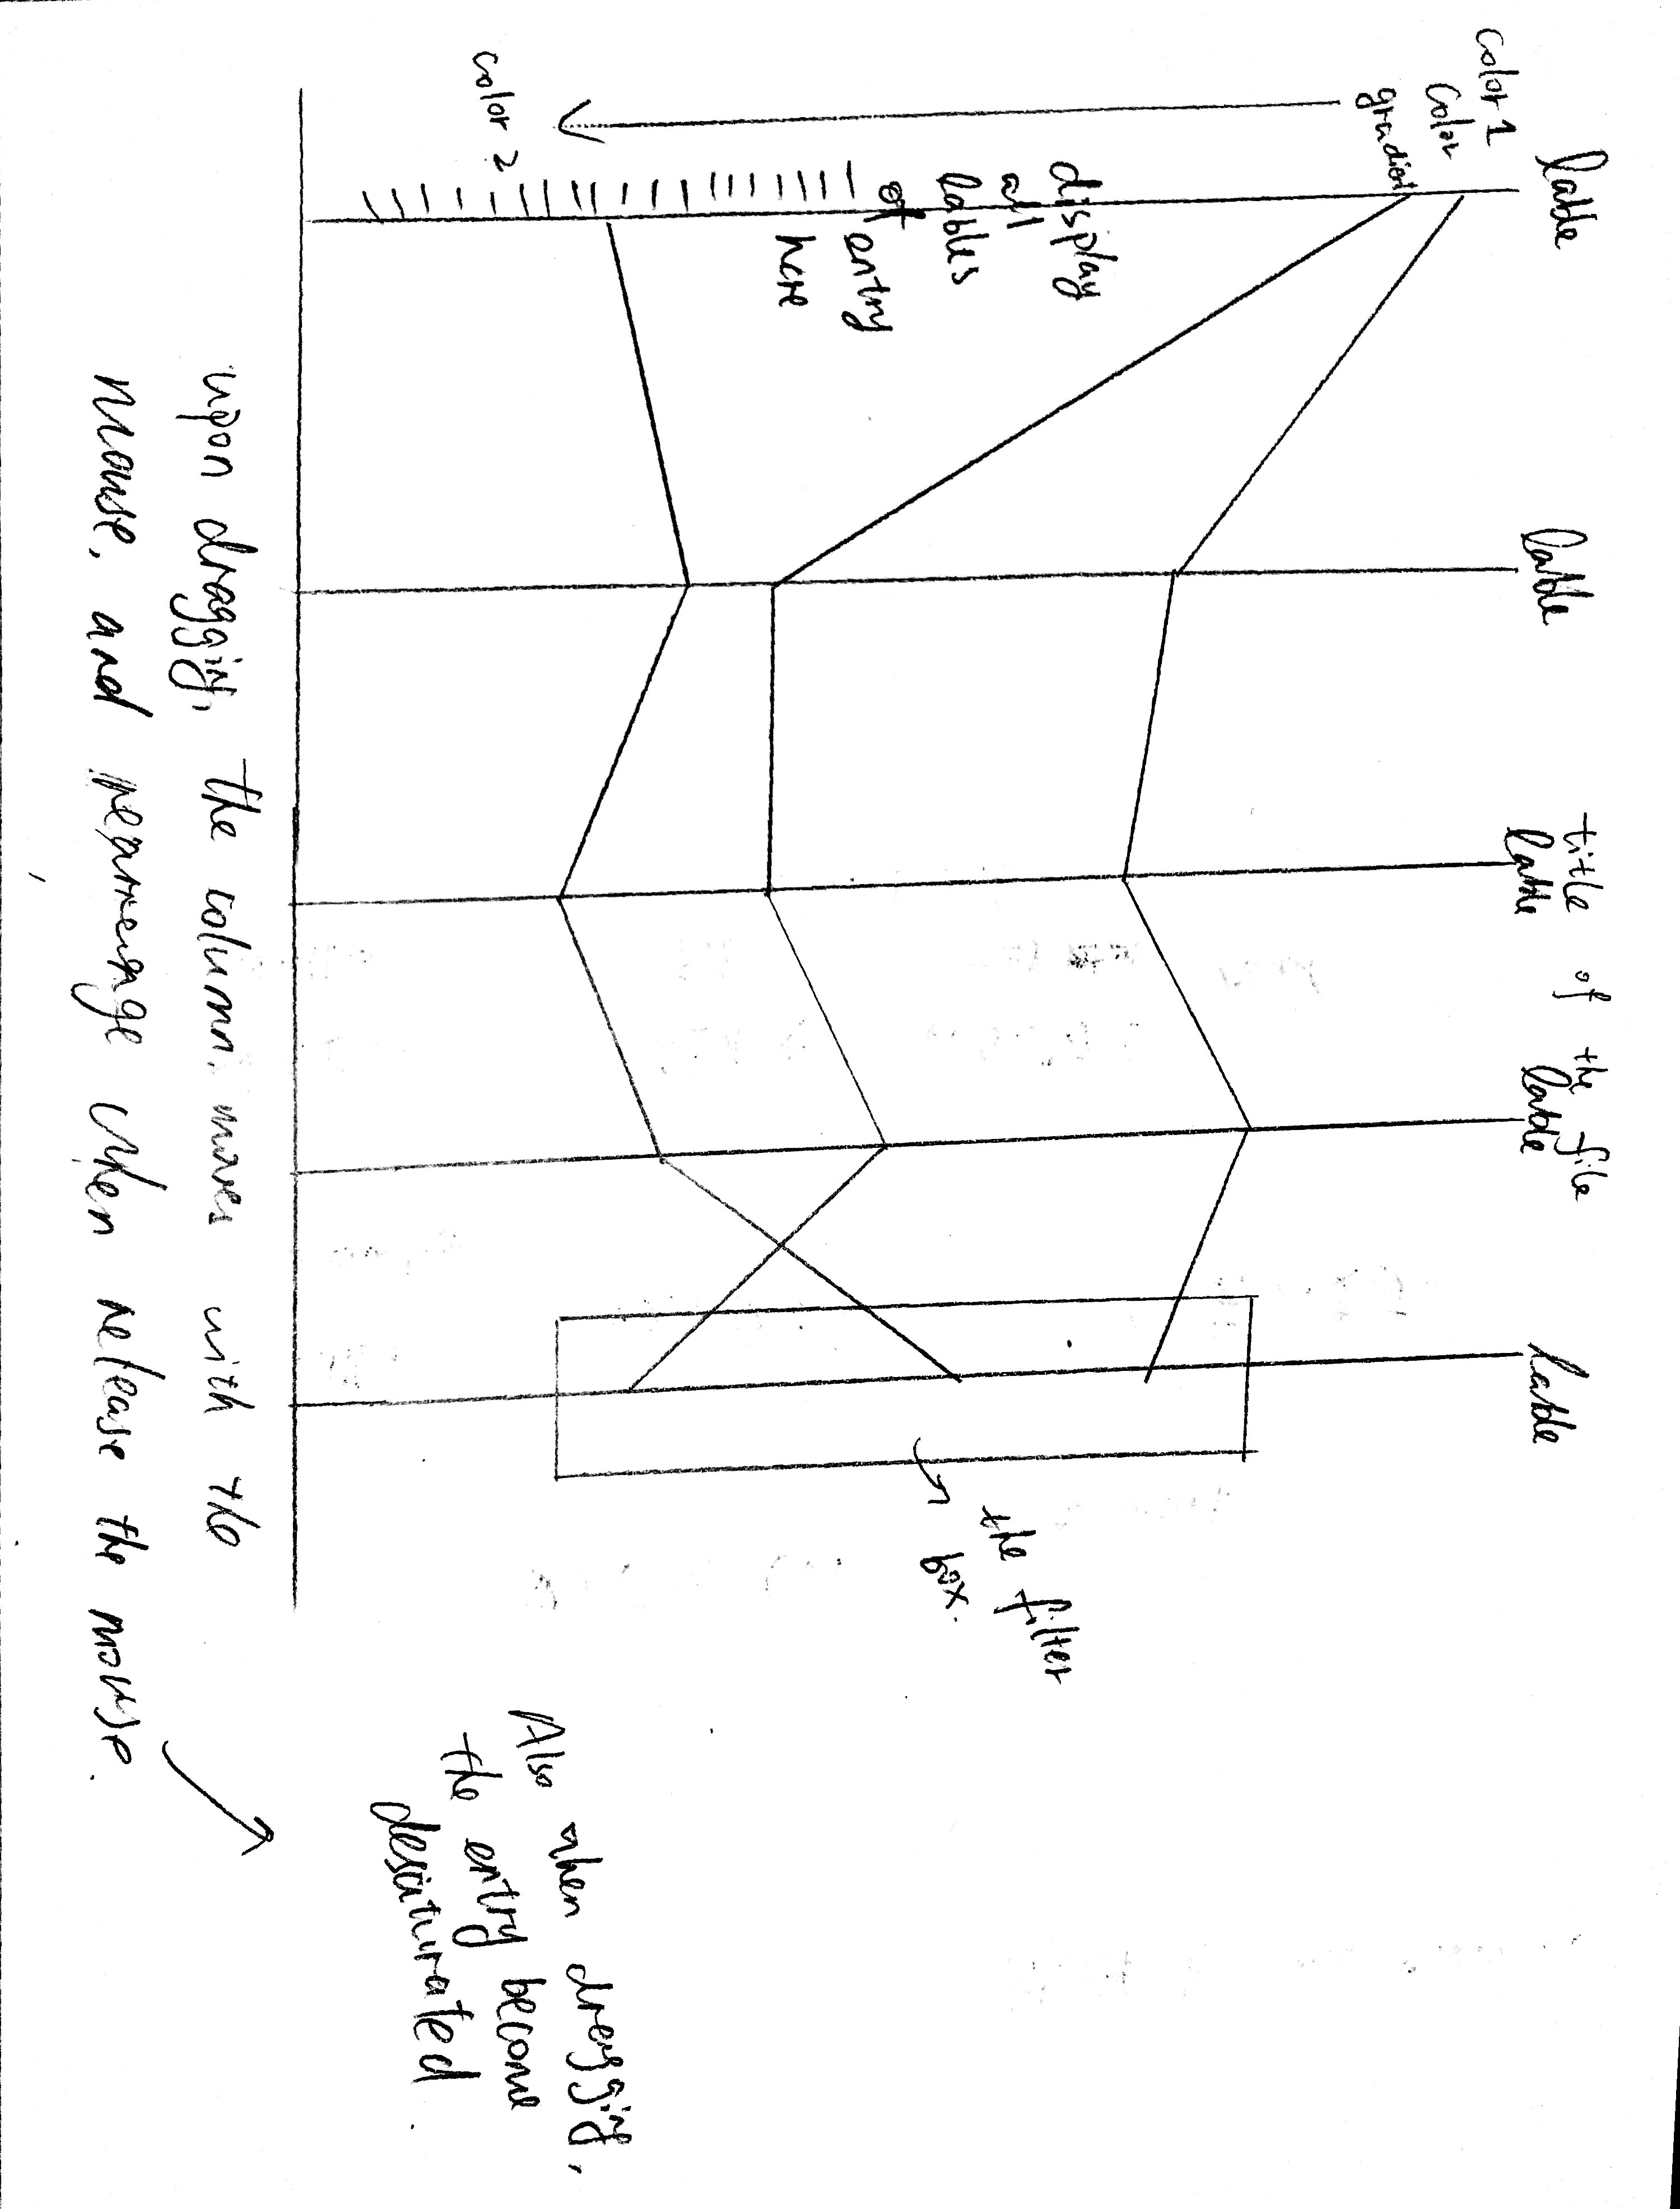 title of the file
lable
lable
lable
lable
lable
color 1
color
gradient
display
all
lables
of entry
here
color 2
the filter
box.
Also when dragging,
the entry become
desaturated
upon dragging, the column moves with the
mouse. and rearrenge when release the mouse.